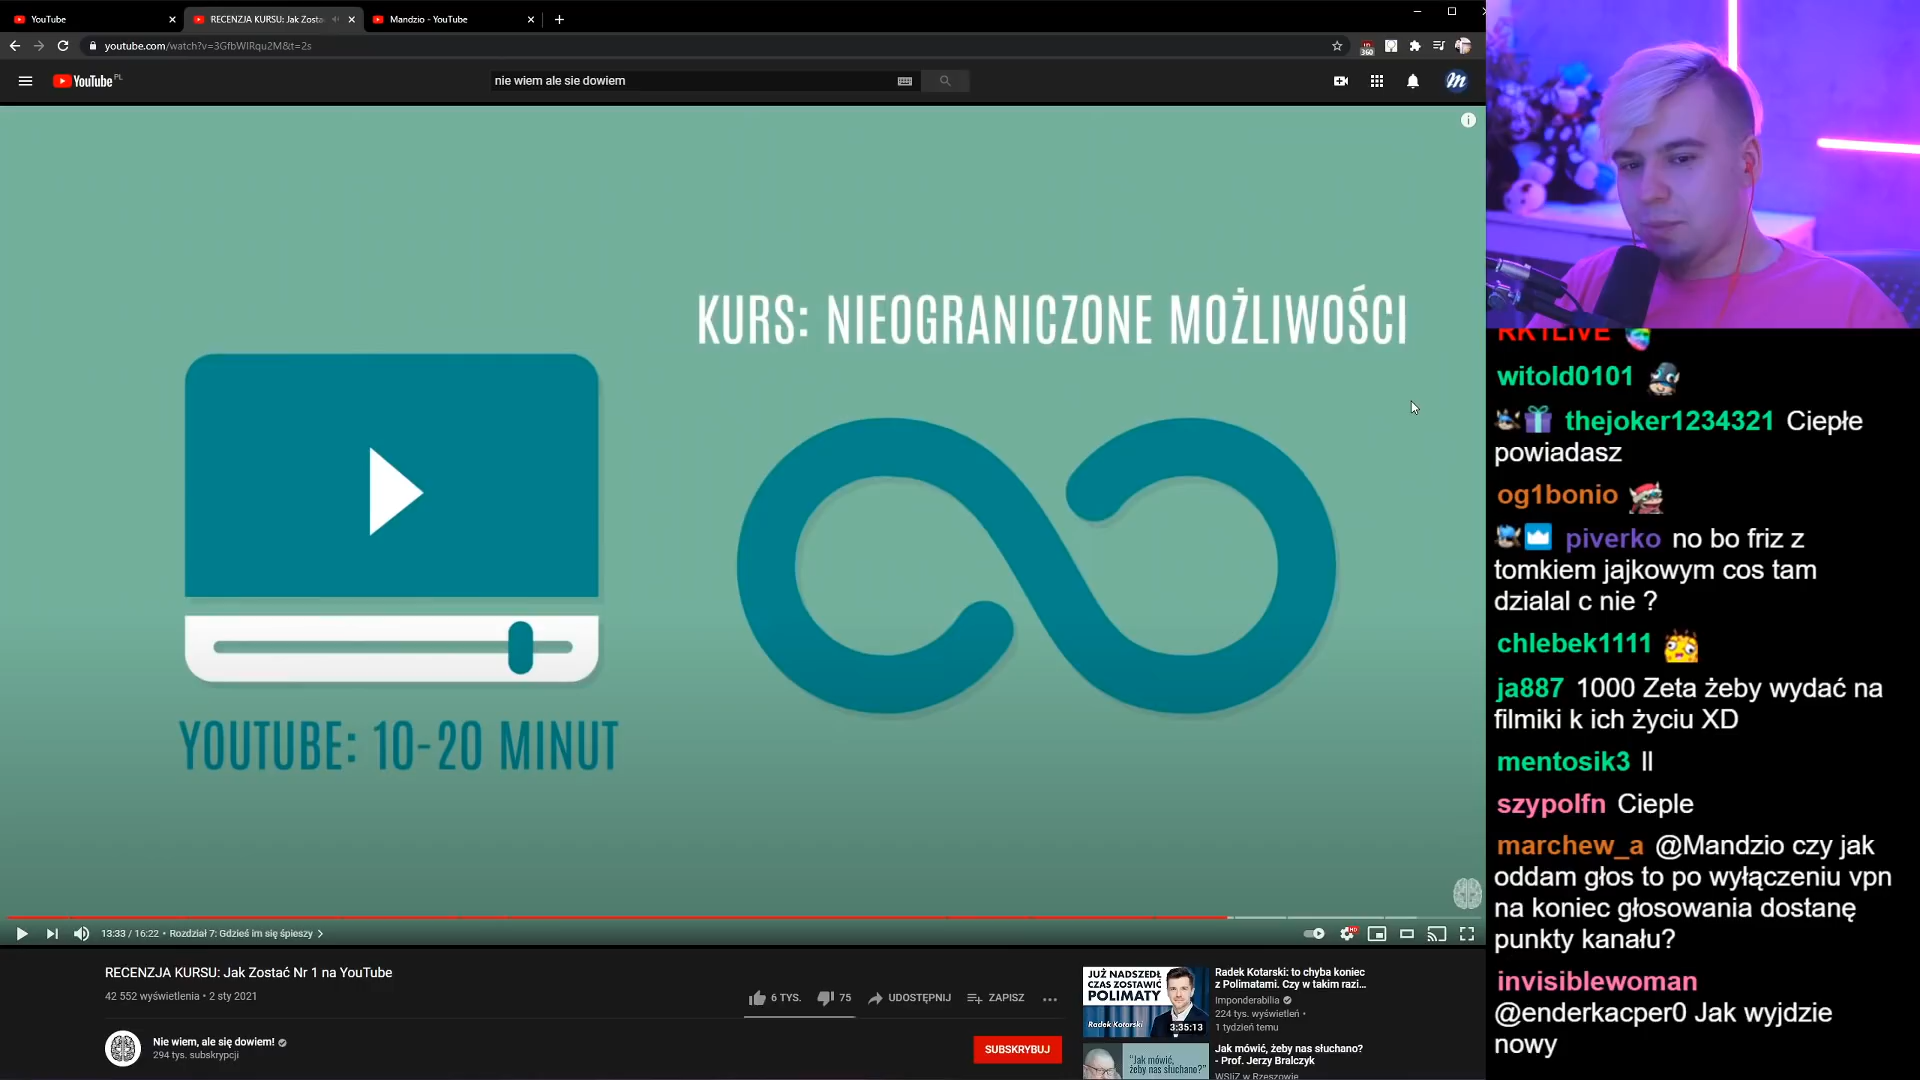 YouTube
RECENZJA KURSU: Jak Zosta
Mandzio - YouTube
youtube.com/watch?v=3GfbWlRqu2M&t=2s
360
YouTube PL
nie wiem ale sie dowiem
m
KURS: NIEOGRANICZONE MOŻLIWOŚCI
YOUTUBE: 10-20 MINUT
13:33 / 16:22 • Rozdział 7: Gdzieś im się śpieszy
HD
RECENZJA KURSU: Jak Zostać Nr 1 na YouTube
42 552 wyświetlenia • 2 sty 2021
6 TYS.
75
UDOSTĘPNIJ
ZAPISZ
Nie wiem, ale się dowiem!
294 tys. subskrypcji
SUBSKRYBUJ
JUŻ NADSZEDŁ
CZAS ZOSTAWIĆ
POLIMATY
Radek Kotarski
3:35:13
Radek Kotarski: to chyba koniec
z Polimatami. Czy w takim razi...
Imponderabilia
224 tys. wyświetleń •
1 tydzień temu
"Jak mówić,
żeby nas słuchano?"
Jak mówić, żeby nas słuchano?
- Prof. Jerzy Bralczyk
WSIiZ w Rzeszowie
RK1LIVE
witold0101
thejoker1234321 Ciepłe
powiadasz
og1bonio
piverko no bo friz z
tomkiem jajkowym cos tam
dzialal c nie ?
chlebek1111
ja887 1000 Zeta żeby wydać na
filmiki k ich życiu XD
mentosik3 ll
szypolfn Cieple
marchew_a @Mandzio czy jak
oddam głos to po wyłączeniu vpn
na koniec głosowania dostanę
punkty kanału?
invisiblewoman
@enderkacper0 Jak wyjdzie
nowy